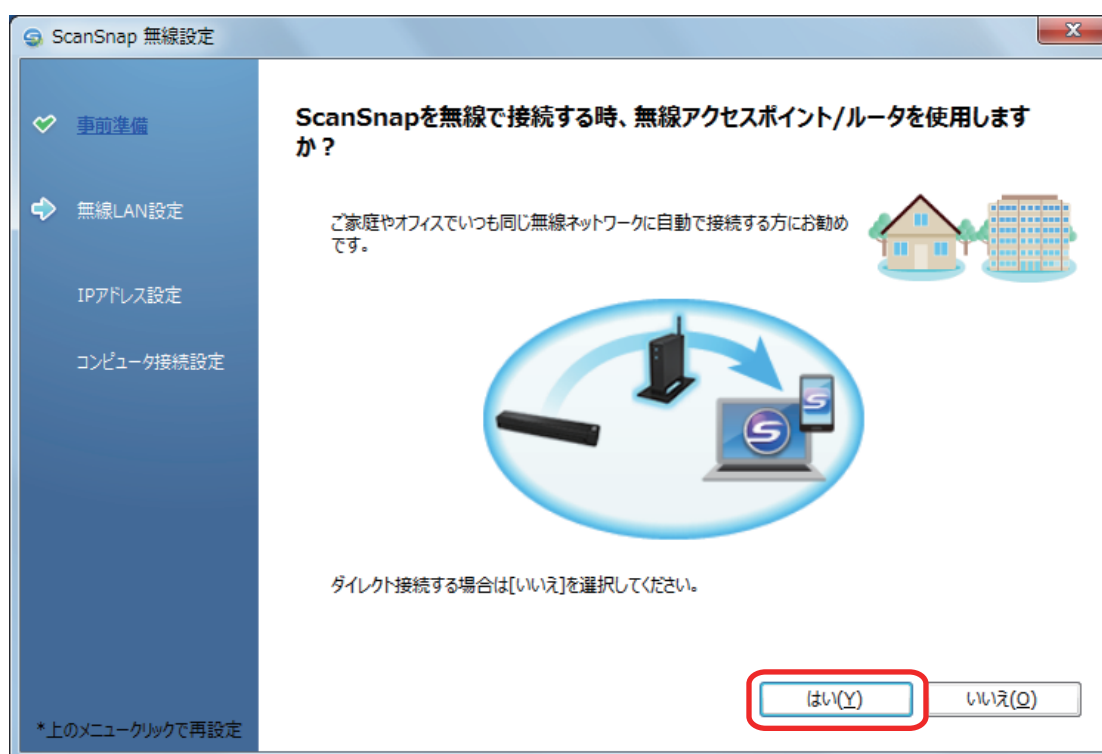 ScanSnap 無線設定
事前準備
無線LAN設定
IPアドレス設定
コンピュータ接続設定
*上のメニュークリックで再設定
ScanSnapを無線で接続する時、無線アクセスポイント/ルータを使用します
か？
ご家庭やオフィスでいつも同じ無線ネットワークに自動で接続する方にお勧め
です。
ダイレクト接続する場合は[いいえ]を選択してください。
はい(Y)
いいえ(O)